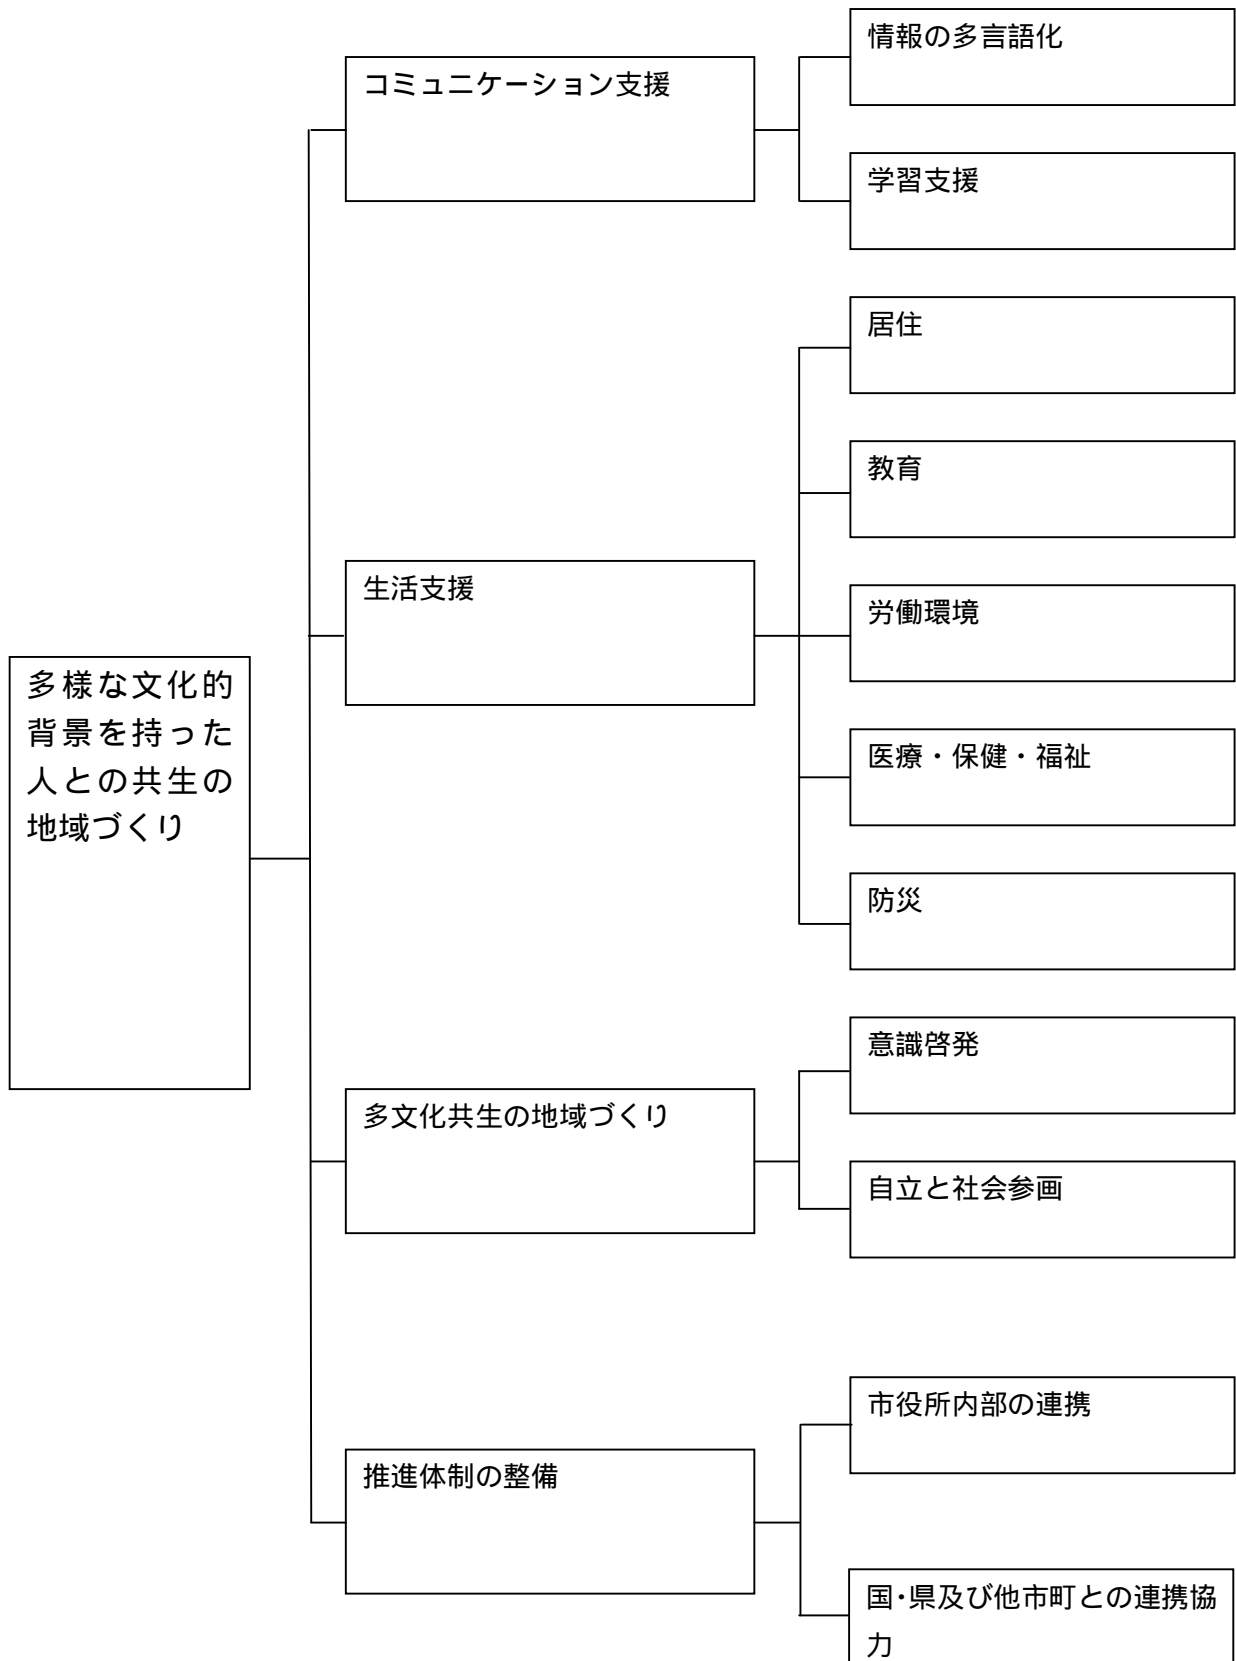 多様な文化的
背景を持った
人との共生の
地域づくり
コミュニケーション支援
情報の多言語化
学習支援
生活支援
居住
教育
労働環境
医療・保健・福祉
防災
多文化共生の地域づくり
意識啓発
自立と社会参画
推進体制の整備
市役所内部の連携
国・県及び他市町との連携協
力